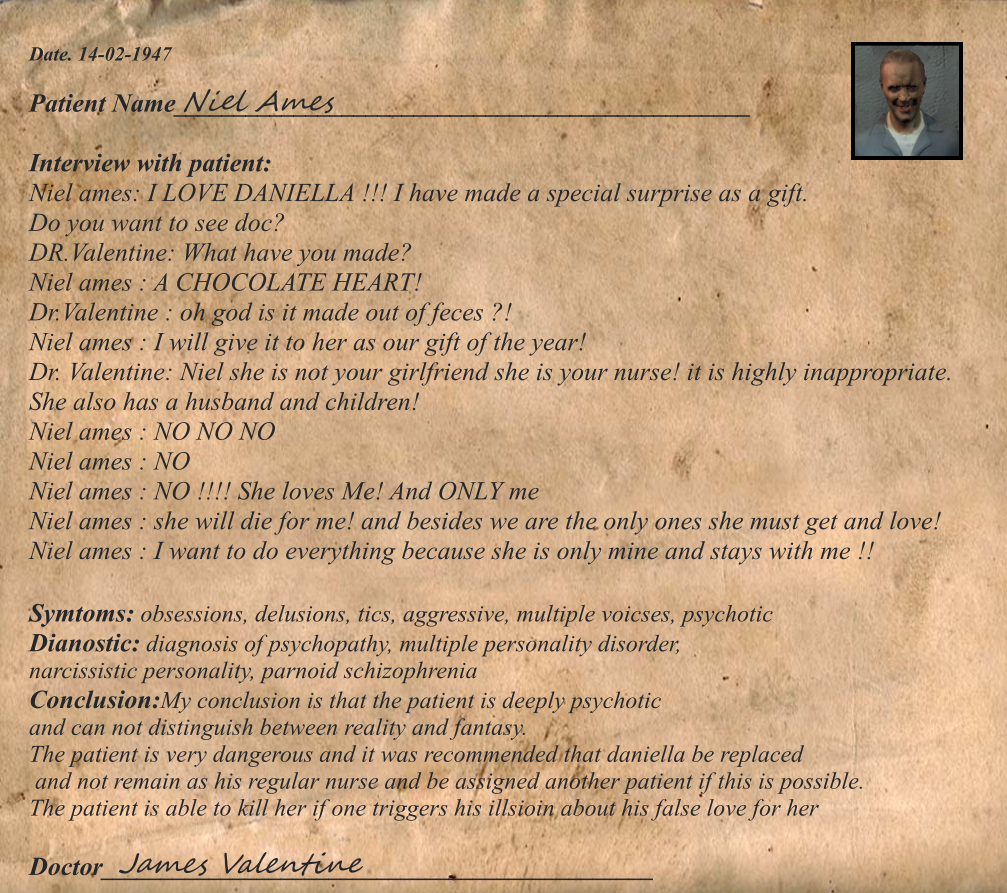 Date. 14-02-1947
Patient Name Niel Ames
Interview with patient:
Niel ames: I LOVE DANIELLA !!! I have made a special surprise as a gift.
Do you want to see doc?
DR.Valentine: What have you made?
Niel ames : A CHOCOLATE HEART!
Dr.Valentine : oh god is it made out of feces ?!
Niel ames : I will give it to her as our gift of the year!
Dr. Valentine: Niel she is not your girlfriend she is your nurse! it is highly inappropriate.
She also has a husband and children!
Niel ames : NO NO NO
Niel ames : NO
Niel ames : NO !!!! She loves Me! And ONLY me
Niel ames : she will die for me! and besides we are the only ones she must get and love!
Niel ames : I want to do everything because she is only mine and stays with me !!
Symtoms: obsessions, delusions, tics, aggressive, multiple voicses, psychotic
Dianostic: diagnosis of psychopathy, multiple personality disorder,
narcissistic personality, parnoid schizophrenia
Conclusion:My conclusion is that the patient is deeply psychotic
and can not distinguish between reality and fantasy.
The patient is very dangerous and it was recommended that daniella be replaced
and not remain as his regular nurse and be assigned another patient if this is possible.
The patient is able to kill her if one triggers his illsioin about his false love for her
Doctor James Valentine